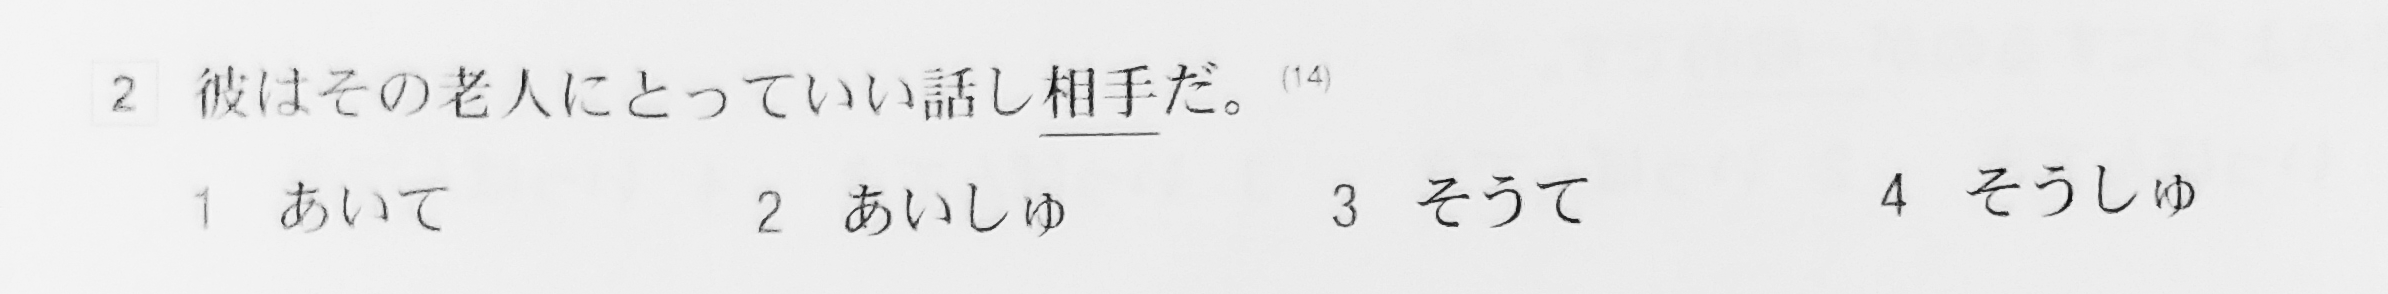 2 彼はその老人にとっていい話し相手だ。(14)
1 あいて 2 あいしゅ 3 そうて 4 そうしゅ